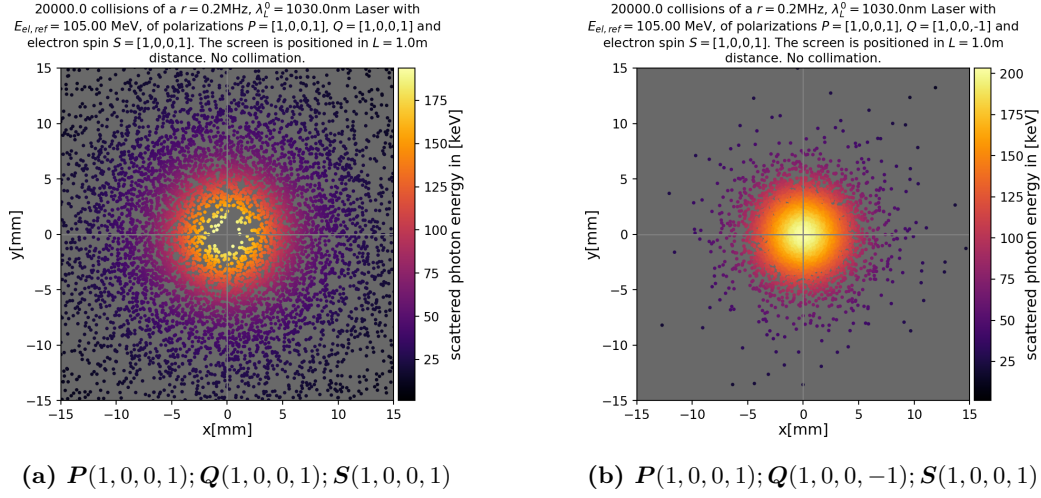 20000.0 collisions of a r = 0.2MHz, λ_L^0 = 1030.0nm Laser with
E_el,ref = 105.00 MeV, of polarizations P = [1,0,0,1], Q = [1,0,0,1] and
electron spin S = [1,0,0,1]. The screen is positioned in L = 1.0m
distance. No collimation.
15
10
5
0
−5
−10
−15
y[mm]
−15 −10 −5 0 5 10 15
x[mm]
175
150
125
100
75
50
25
scattered photon energy in [keV]
(a) P(1, 0, 0, 1); Q(1, 0, 0, 1); S(1, 0, 0, 1)
20000.0 collisions of a r = 0.2MHz, λ_L^0 = 1030.0nm Laser with
E_el,ref = 105.00 MeV, of polarizations P = [1,0,0,1], Q = [1,0,0,-1] and
electron spin S = [1,0,0,1]. The screen is positioned in L = 1.0m
distance. No collimation.
15
10
5
0
−5
−10
−15
y[mm]
−15 −10 −5 0 5 10 15
x[mm]
200
175
150
125
100
75
50
25
scattered photon energy in [keV]
(b) P(1, 0, 0, 1); Q(1, 0, 0, −1); S(1, 0, 0, 1)